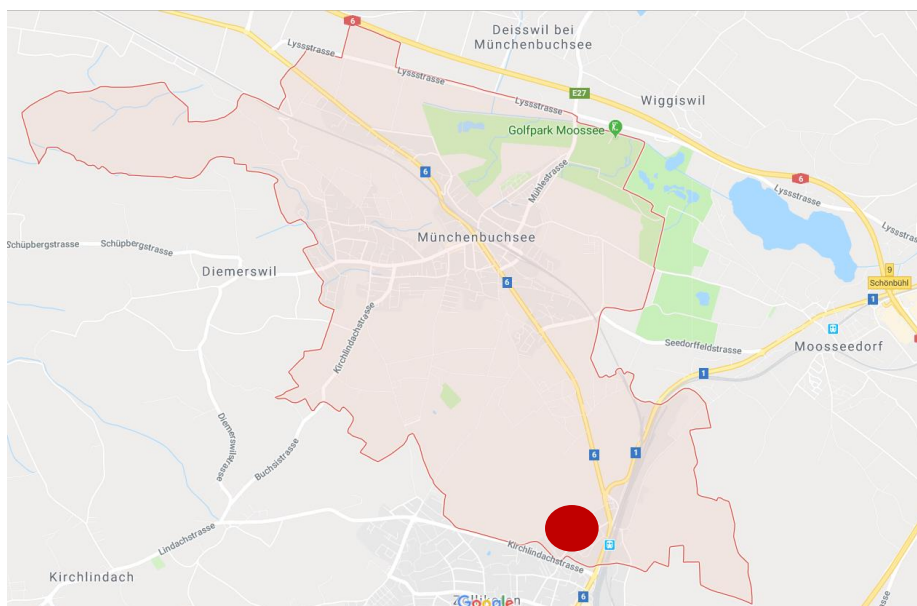 6
Lyssstrasse
Deisswil bei
Münchenbuchsee
Lyssstrasse
E27
Lyssstrasse
Wiggiswil
Golfpark Moossee
6
6
Lyssstrasse
Mühlestrasse
Lyssstra
Schüpbergstrasse
Schüpbergstrasse
Münchenbuchsee
Diemerswil
6
9
Schönbühl
1
Kirchlindachstrasse
Seedorffeldstrasse
Moosseedorf
1
Diemerswilstrasse
Buchsistrasse
6
1
Lindachstrasse
Kirchlindachstrasse
Kirchlindach
6
Google